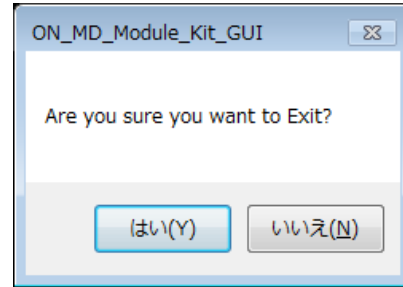 ON_MD_Module_Kit_GUI
Are you sure you want to Exit?
はい(Y)
いいえ(N)